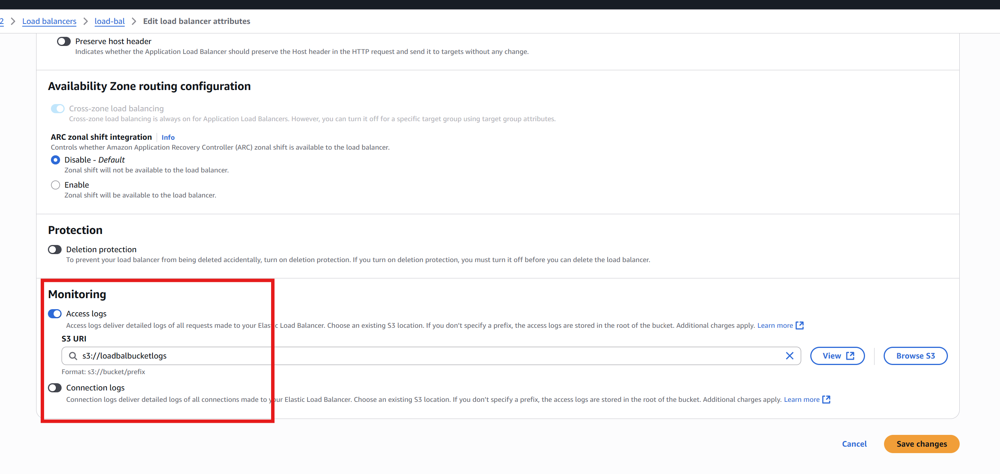 2 > Load balancers > load-bal > Edit load balancer attributes
Preserve host header
Indicates whether the Application Load Balancer should preserve the Host header in the HTTP request and send it to targets without any change.
Availability Zone routing configuration
Cross-zone load balancing
Cross-zone load balancing is always on for Application Load Balancers. However, you can turn it off for a specific target group using target group attributes.
ARC zonal shift integration Info
Controls whether Amazon Application Recovery Controller (ARC) zonal shift is available to the load balancer.
Disable - Default
Zonal shift will not be available to the load balancer.
Enable
Zonal shift will be available to the load balancer.
Protection
Deletion protection
To prevent your load balancer from being deleted accidentally, turn on deletion protection. If you turn on deletion protection, you must turn it off before you can delete the load balancer.
Monitoring
Access logs
Access logs deliver detailed logs of all requests made to your Elastic Load Balancer. Choose an existing S3 location. If you don’t specify a prefix, the access logs are stored in the root of the bucket. Additional charges apply. Learn more
S3 URI
s3://loadbalbucketlogs View Browse S3
Format: s3://bucket/prefix
Connection logs
Connection logs deliver detailed logs of all connections made to your Elastic Load Balancer. Choose an existing S3 location. If you don’t specify a prefix, the access logs are stored in the root of the bucket. Additional charges apply. Learn more
Cancel Save changes